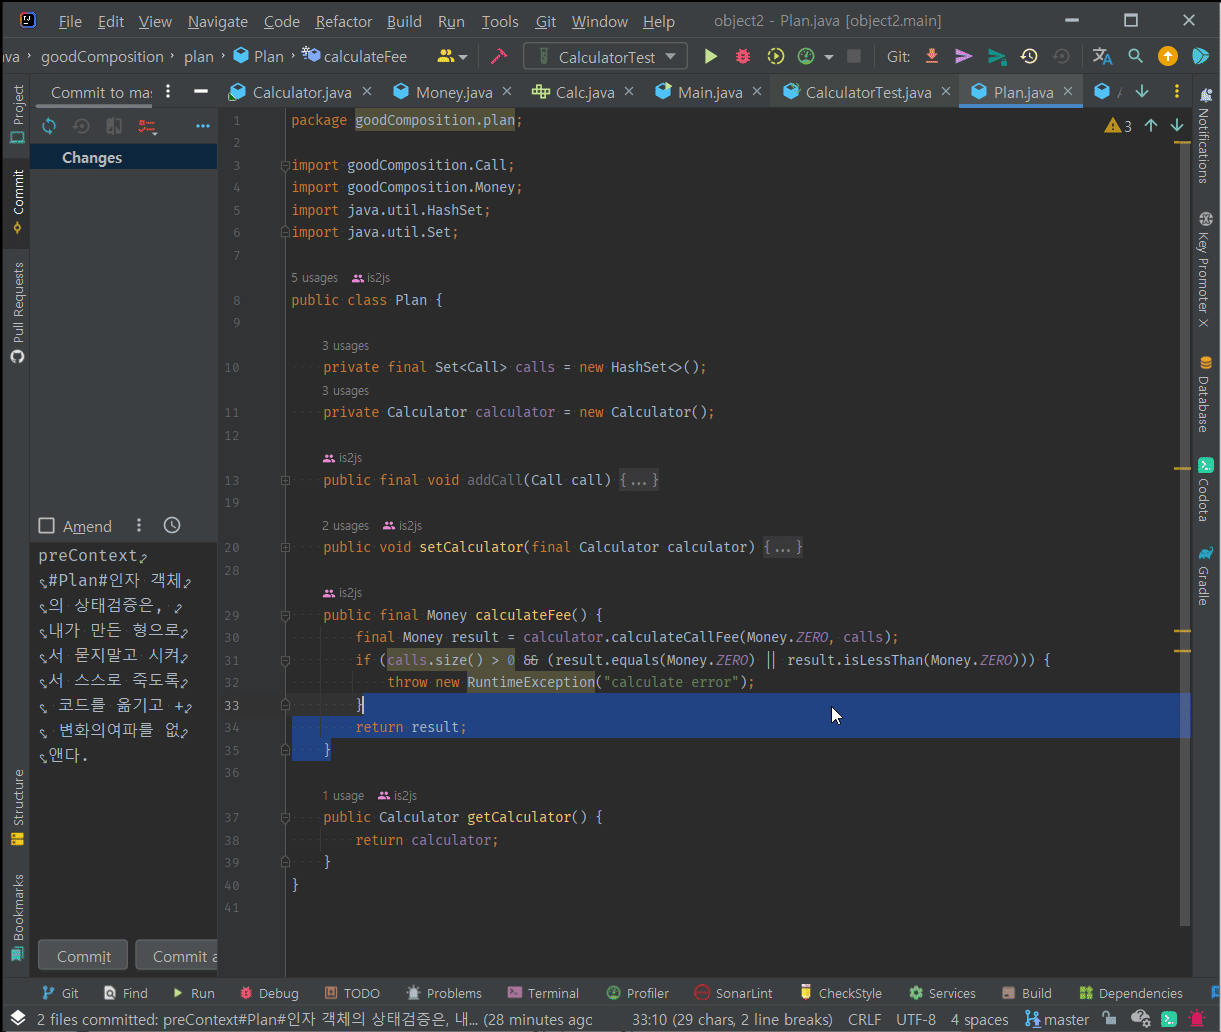 File Edit View Navigate Code Refactor Build Run Tools Git Window Help object2 - Plan.java [object2.main]
ava goodComposition plan Plan calculateFee CalculatorTest Git:
Commit to mas Calculator.java Money.java Calc.java Main.java CalculatorTest.java Plan.java
Project
Commit
Pull Requests
Structure
Bookmarks
Changes
Amend
preContext
#Plan#인자 객체
의 상태검증은,
내가 만든 형으로
서 묻지말고 시켜
서 스스로 죽도록
코드를 옮기고 +
변화의여파를 없
앤다.
Commit Commit a
3
1 package goodComposition.plan;
2
3 import goodComposition.Call;
4 import goodComposition.Money;
5 import java.util.HashSet;
6 import java.util.Set;
7
5 usages is2js
8 public class Plan {
9
3 usages
10 private final Set<Call> calls = new HashSet<>();
3 usages
11 private Calculator calculator = new Calculator();
12
is2js
13 public final void addCall(Call call) {...}
19
2 usages is2js
20 public void setCalculator(final Calculator calculator) {...}
28
is2js
29 public final Money calculateFee() {
30 final Money result = calculator.calculateCallFee(Money.ZERO, calls);
31 if (calls.size() > 0 && (result.equals(Money.ZERO) || result.isLessThan(Money.ZERO))) {
32 throw new RuntimeException("calculate error");
33 }
34 return result;
35 }
36
1 usage is2js
37 public Calculator getCalculator() {
38 return calculator;
39 }
40 }
41
Notifications
Key Promoter X
Database
Codota
Gradle
Git Find Run Debug TODO Problems Terminal Profiler SonarLint CheckStyle Services Build Dependencies
2 files committed: preContext#Plan#인자 객체의 상태검증은, 내... (28 minutes ago 33:10 (29 chars, 2 line breaks) CRLF UTF-8 4 spaces master